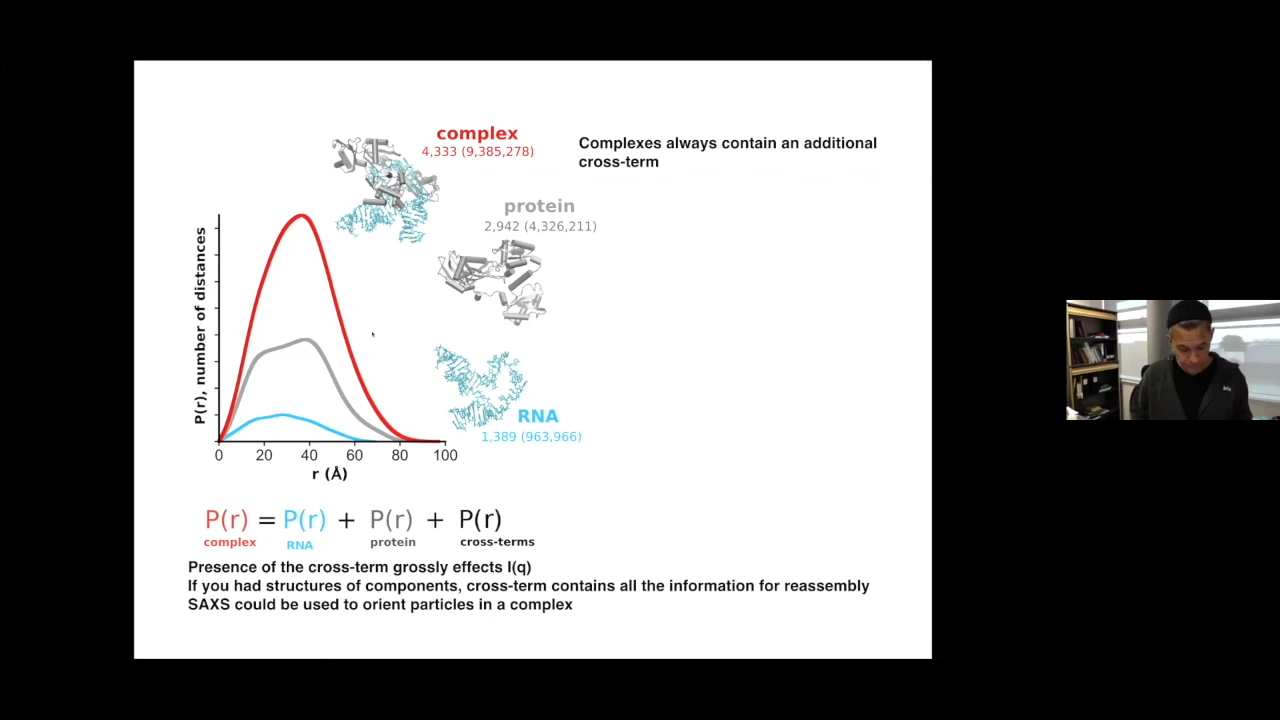 complex
4,333 (9,385,278)
Complexes always contain an additional
cross-term
protein
2,942 (4,326,211)
P(r), number of distances
RNA
1,389 (963,966)
0 20 40 60 80 100
r (Å)
P(r) = P(r) + P(r) + P(r)
complex RNA protein cross-terms
Presence of the cross-term grossly effects I(q)
If you had structures of components, cross-term contains all the information for reassembly
SAXS could be used to orient particles in a complex